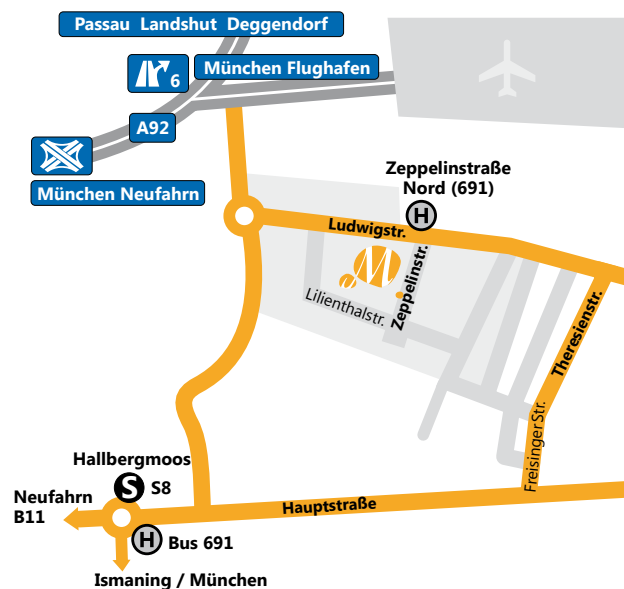 Passau Landshut Deggendorf
6
München Flughafen
A92
München Neufahrn
Zeppelinstraße
Nord (691)
H
Ludwigstr.
M
Zeppelinstr.
Lilienthalstr.
Theresienstr.
Freisinger Str.
Hallbergmoos
S
S8
Neufahrn
B11
Hauptstraße
H
Bus 691
Ismaning / München